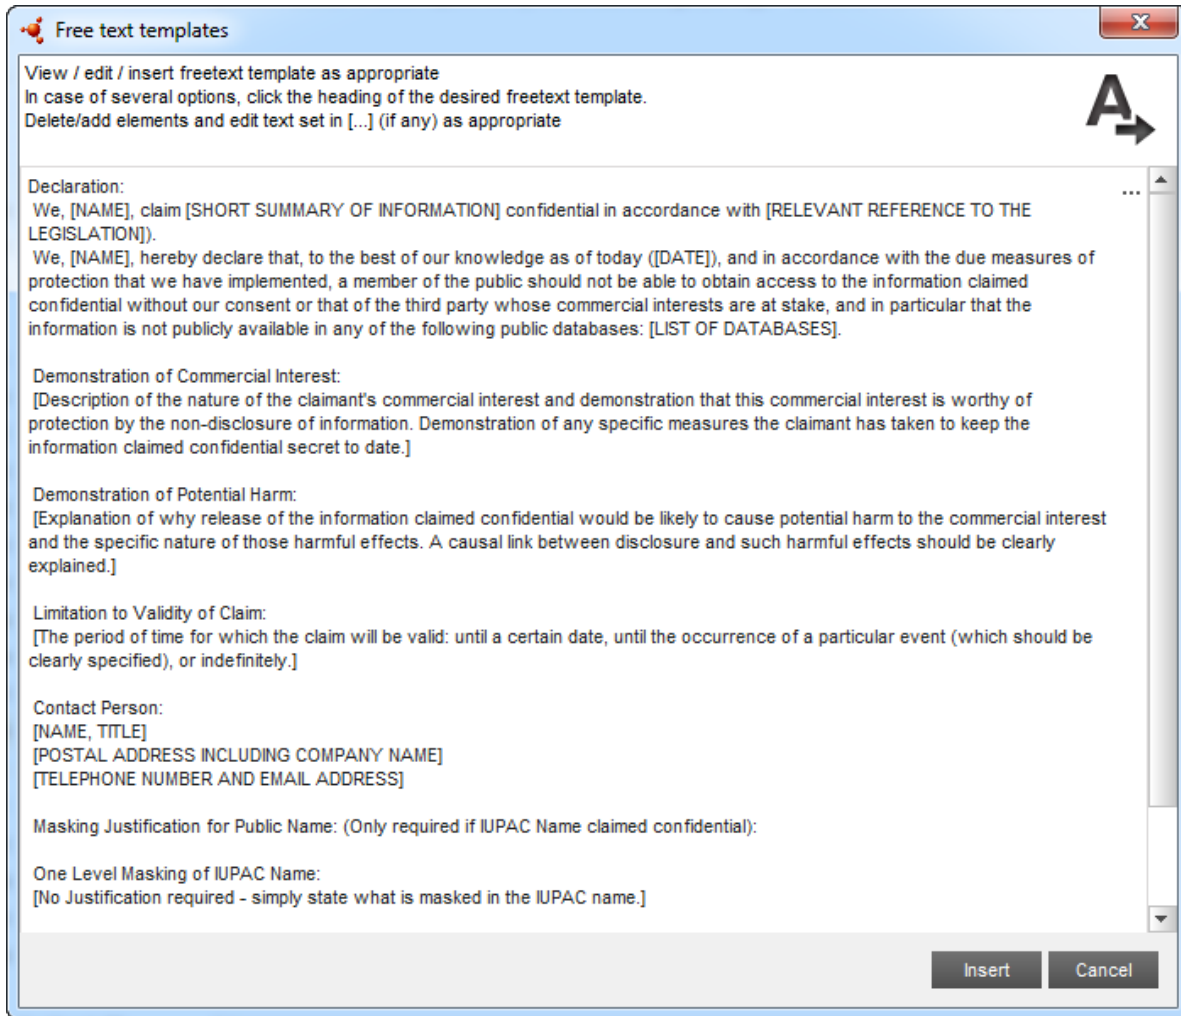 Free text templates
View / edit / insert freetext template as appropriate
In case of several options, click the heading of the desired freetext template.
Delete/add elements and edit text set in [...] (if any) as appropriate
A
...
Declaration:
We, [NAME], claim [SHORT SUMMARY OF INFORMATION] confidential in accordance with [RELEVANT REFERENCE TO THE
LEGISLATION]).
We, [NAME], hereby declare that, to the best of our knowledge as of today ([DATE]), and in accordance with the due measures of
protection that we have implemented, a member of the public should not be able to obtain access to the information claimed
confidential without our consent or that of the third party whose commercial interests are at stake, and in particular that the
information is not publicly available in any of the following public databases: [LIST OF DATABASES].
Demonstration of Commercial Interest:
[Description of the nature of the claimant's commercial interest and demonstration that this commercial interest is worthy of
protection by the non-disclosure of information. Demonstration of any specific measures the claimant has taken to keep the
information claimed confidential secret to date.]
Demonstration of Potential Harm:
[Explanation of why release of the information claimed confidential would be likely to cause potential harm to the commercial interest
and the specific nature of those harmful effects. A causal link between disclosure and such harmful effects should be clearly
explained.]
Limitation to Validity of Claim:
[The period of time for which the claim will be valid: until a certain date, until the occurrence of a particular event (which should be
clearly specified), or indefinitely.]
Contact Person:
[NAME, TITLE]
[POSTAL ADDRESS INCLUDING COMPANY NAME]
[TELEPHONE NUMBER AND EMAIL ADDRESS]
Masking Justification for Public Name: (Only required if IUPAC Name claimed confidential):
One Level Masking of IUPAC Name:
[No Justification required - simply state what is masked in the IUPAC name.]
Insert
Cancel